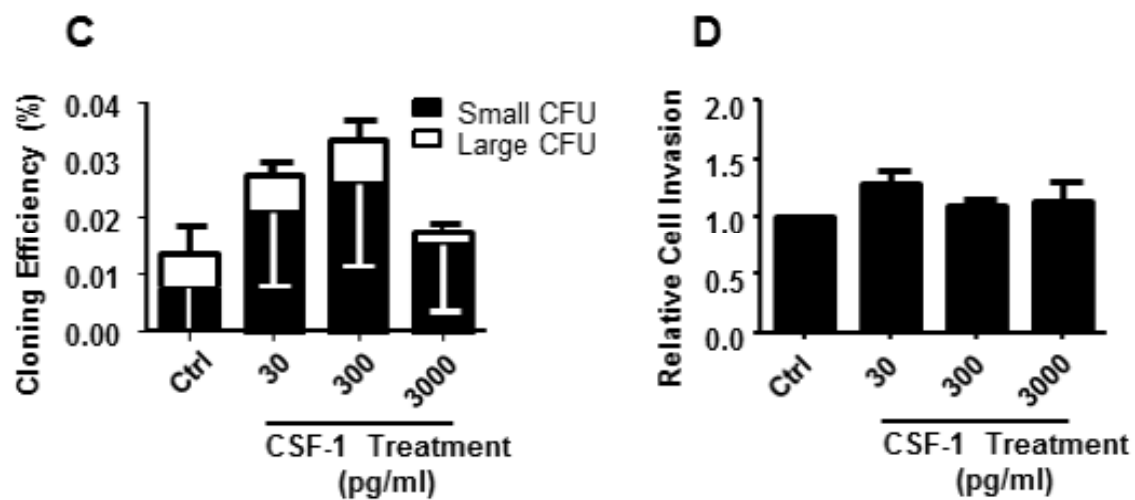 C
Cloning Efficiency (%)
0.04
0.03
0.02
0.01
0.00
Small CFU
Large CFU
Ctrl
30
300
3000
CSF-1 Treatment
(pg/ml)
D
Relative Cell Invasion
2.0
1.5
1.0
0.5
0.0
Ctrl
30
300
3000
CSF-1 Treatment
(pg/ml)